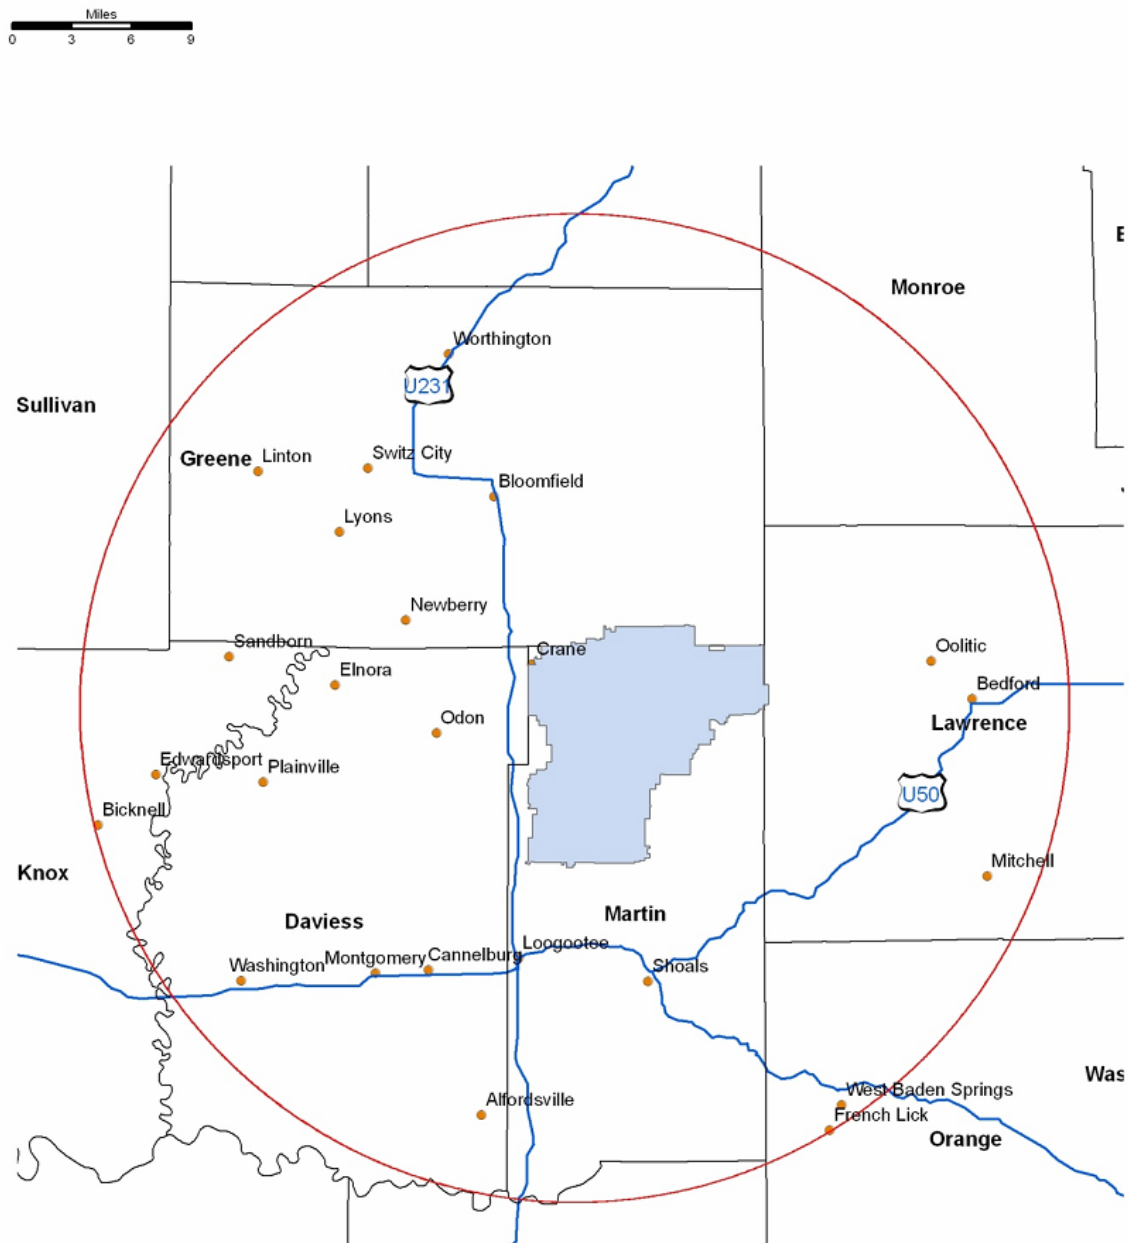 Miles
0 3 6 9
E
Monroe
Worthington
U231
Sullivan
Greene
Linton
Switz City
Bloomfield
Lyons
Newberry
Sandborn
Crane
Oolitic
Elnora
Bedford
Odon
Lawrence
Edwardsport
Plainville
U50
Bicknell
Mitchell
Knox
Martin
Daviess
Loogootee
Montgomery
Cannelburg
Washington
Shoals
Was
West Baden Springs
Alfordsville
French Lick
Orange